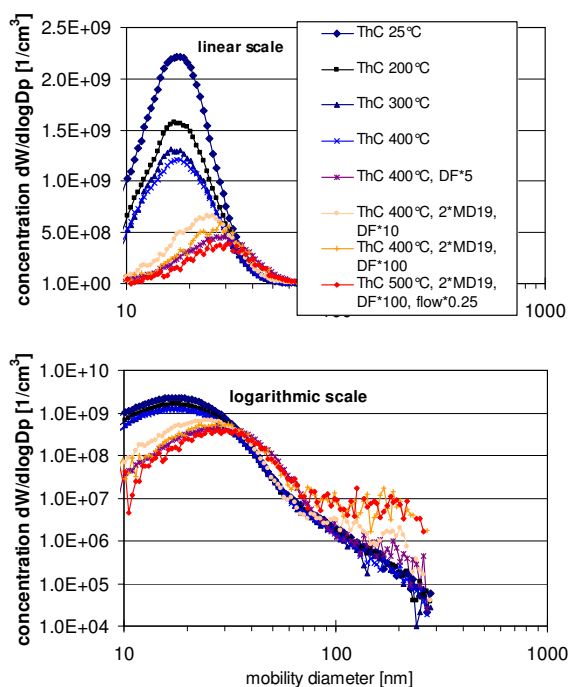 concentration dW/dlogDp [1/cm³]
2.5E+09
2.0E+09
1.5E+09
1.0E+09
5.0E+08
1.0E+00
linear scale
ThC 25°C
ThC 200°C
ThC 300°C
ThC 400°C
ThC 400°C, DF*5
ThC 400°C, 2*MD19,
DF*10
ThC 400°C, 2*MD19,
DF*100
ThC 500°C, 2*MD19,
DF*100, flow*0.25
10
1000
concentration dW/dlogDp [1/cm³]
1.0E+10
1.0E+09
1.0E+08
1.0E+07
1.0E+06
1.0E+05
1.0E+04
logarithmic scale
10
100
1000
mobility diameter [nm]